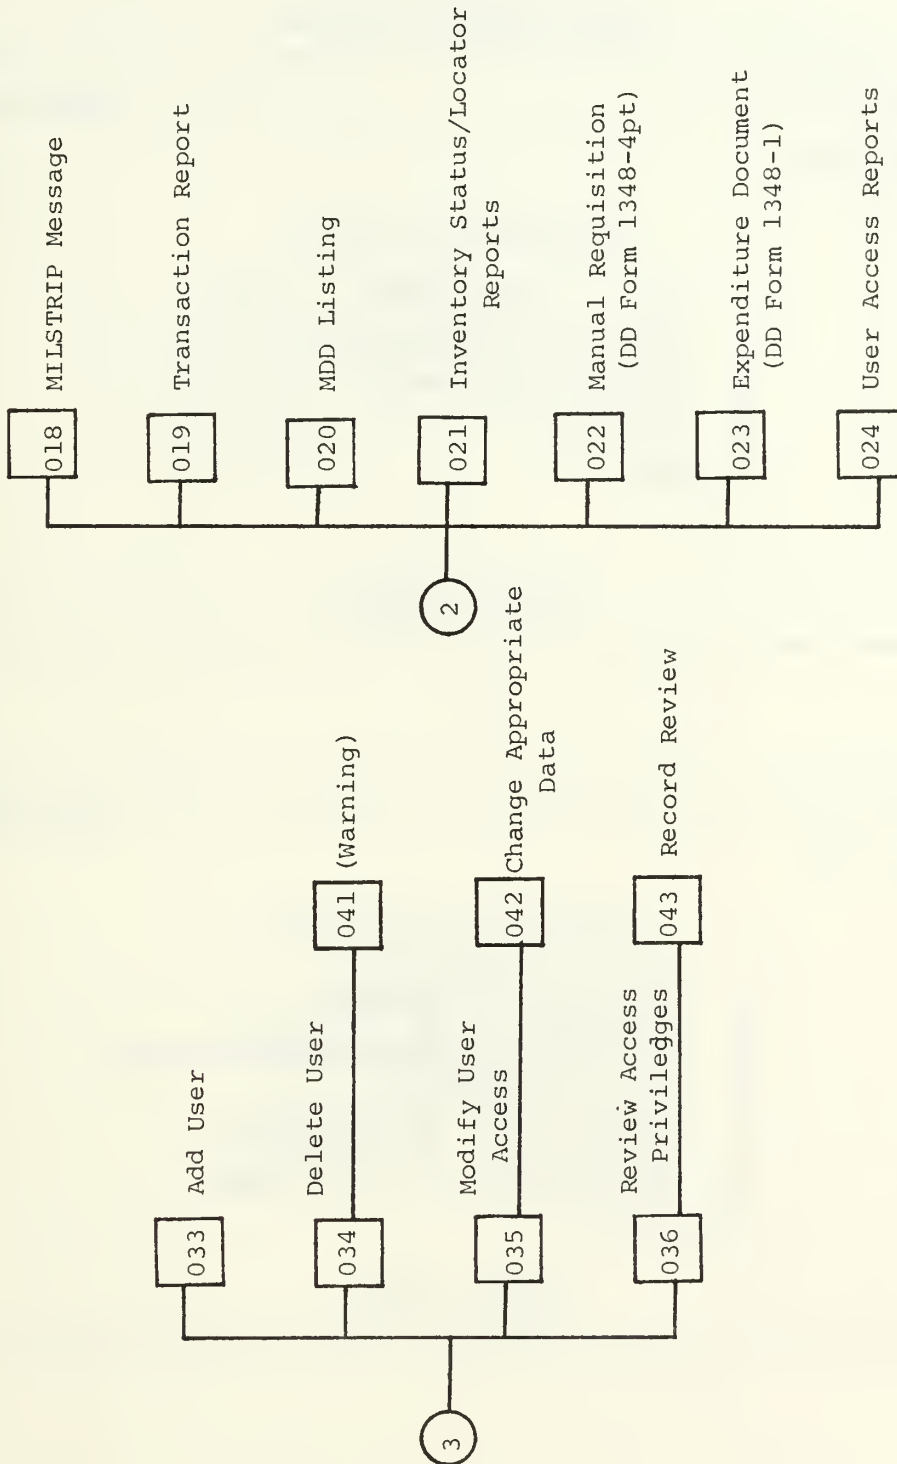 3
033 Add User
034 Delete User
041 (Warning)
035 Modify User
Access
042 Change Appropriate
Data
036 Review Access
Priviledges
043 Record Review
2
018 MILSTRIP Message
019 Transaction Report
020 MDD Listing
021 Inventory Status/Locator
Reports
022 Manual Requisition
(DD Form 1348-4pt)
023 Expenditure Document
(DD Form 1348-1)
024 User Access Reports